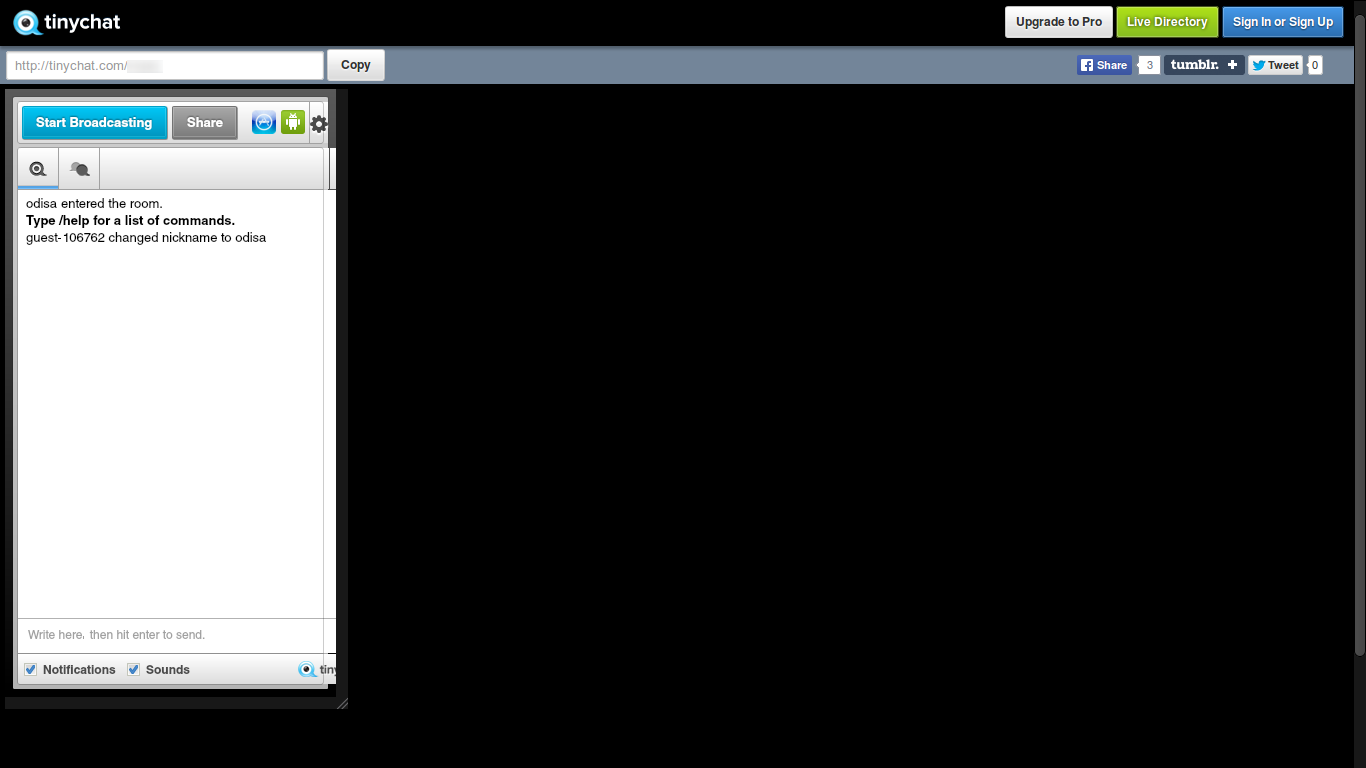 tinychat
Upgrade to Pro
Live Directory
Sign In or Sign Up
http://tinychat.com/
Copy
Share
3
tumblr. +
Tweet
0
Start Broadcasting
Share
odisa entered the room.
Type /help for a list of commands.
guest-106762 changed nickname to odisa
Write here, then hit enter to send.
Notifications
Sounds
tiny